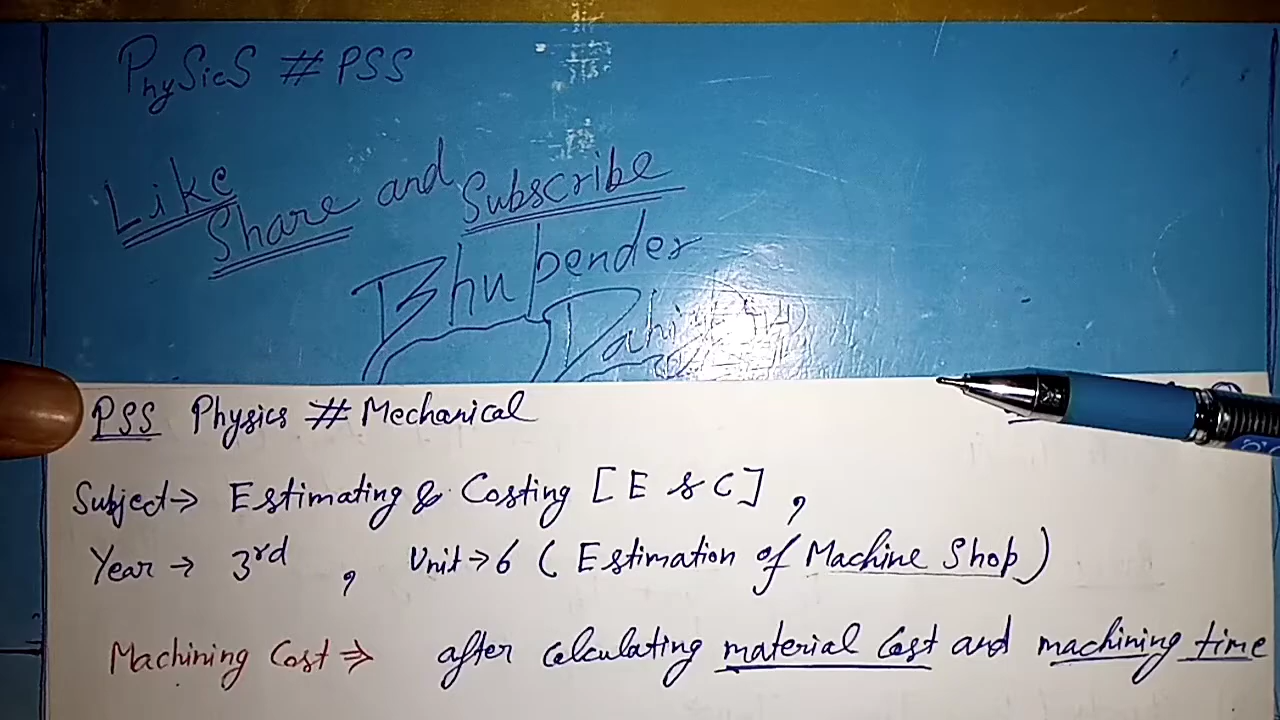 PhySicS # PSS
Like Share and Subscribe
Bhupender
Dahiya
PSS Physics # Mechanical
Subject → Estimating & Costing [E & C] ,
Year → 3rd , Unit → 6 ( Estimation of Machine Shop )
Machining Cost ⇒ after calculating material Cost and machining time